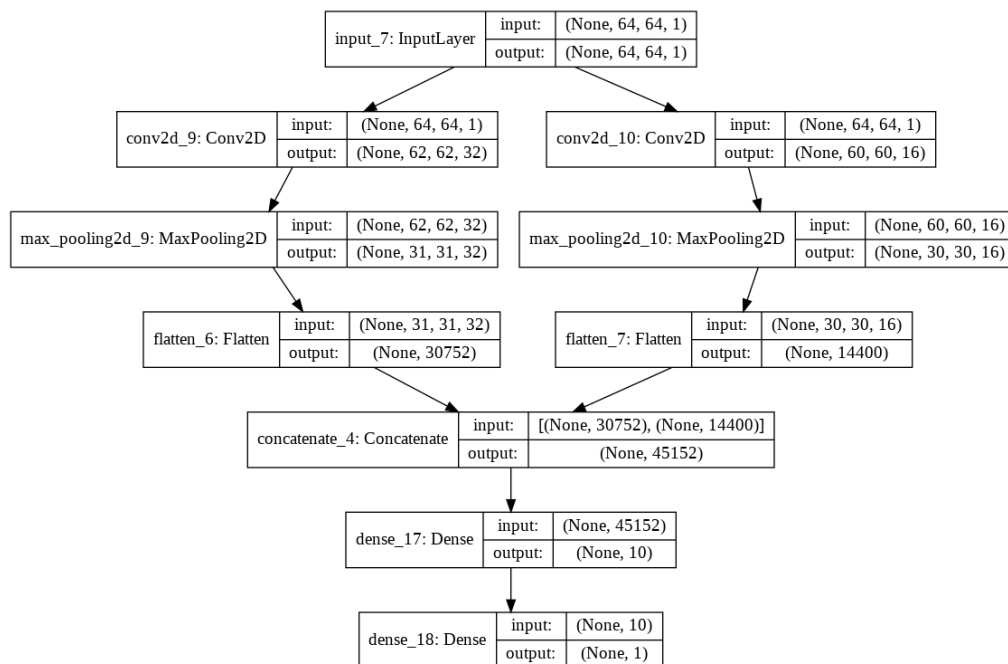 input_7: InputLayer
input: (None, 64, 64, 1)
output: (None, 64, 64, 1)
conv2d_9: Conv2D
input: (None, 64, 64, 1)
output: (None, 62, 62, 32)
conv2d_10: Conv2D
input: (None, 64, 64, 1)
output: (None, 60, 60, 16)
max_pooling2d_9: MaxPooling2D
input: (None, 62, 62, 32)
output: (None, 31, 31, 32)
max_pooling2d_10: MaxPooling2D
input: (None, 60, 60, 16)
output: (None, 30, 30, 16)
flatten_6: Flatten
input: (None, 31, 31, 32)
output: (None, 30752)
flatten_7: Flatten
input: (None, 30, 30, 16)
output: (None, 14400)
concatenate_4: Concatenate
input: [(None, 30752), (None, 14400)]
output: (None, 45152)
dense_17: Dense
input: (None, 45152)
output: (None, 10)
dense_18: Dense
input: (None, 10)
output: (None, 1)